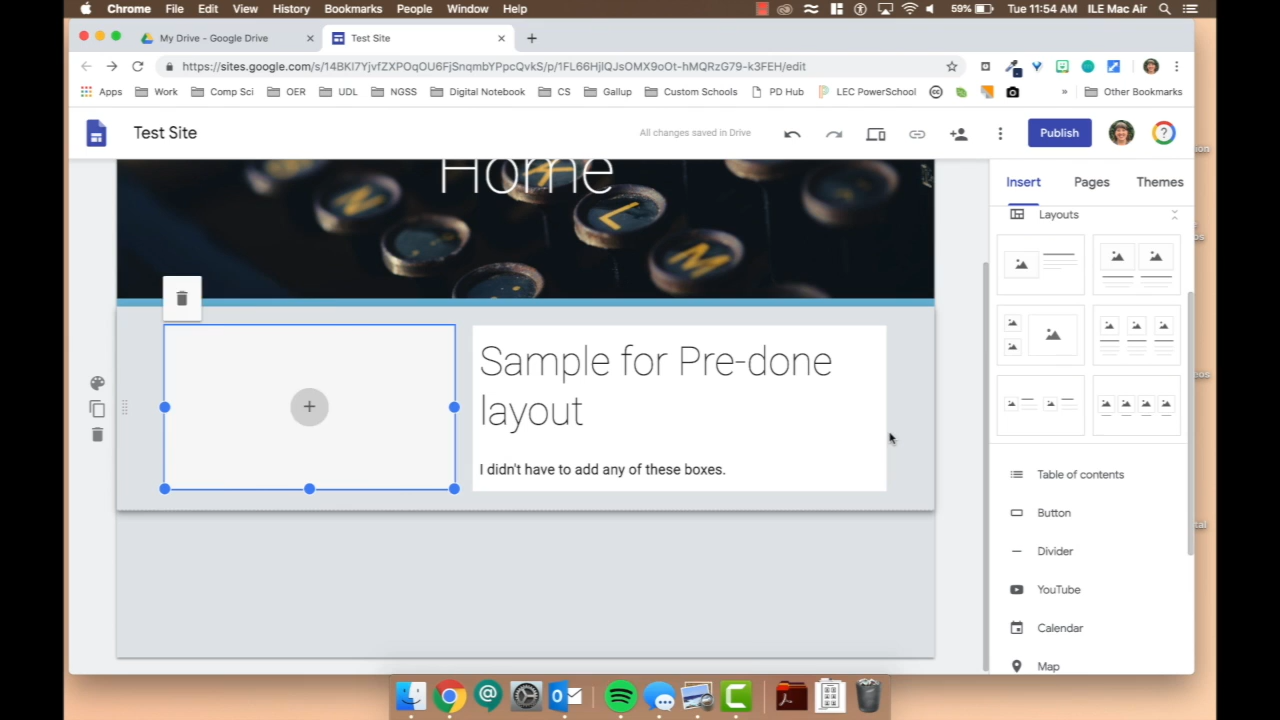 Chrome File Edit View History Bookmarks People Window Help 59% Tue 11:54 AM ILE Mac Air
My Drive - Google Drive Test Site
https://sites.google.com/s/14BKl7YjvfZXPOqOU6FjSnqmbYPpcQvkS/p/1FL66HjlQJsOMX9oOt-hMQRzG79-k3FEH/edit
Apps Work Comp Sci OER UDL NGSS Digital Notebook CS Gallup Custom Schools PD Hub LEC PowerSchool » Other Bookmarks
Test Site All changes saved in Drive Publish
Home
N L M
Insert Pages Themes
Layouts
Sample for Pre-done
layout
I didn't have to add any of these boxes.
Table of contents
Button
Divider
YouTube
Calendar
Map